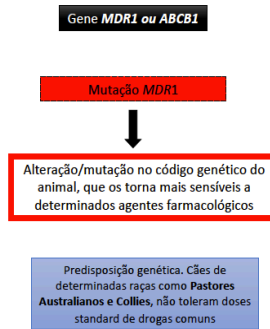 Gene MDR1 ou ABCB1
Mutação MDR1
Alteração/mutação no código genético do
animal, que os torna mais sensíveis a
determinados agentes farmacológicos
Predisposição genética. Cães de
determinadas raças como Pastores
Australianos e Collies, não toleram doses
standard de drogas comuns